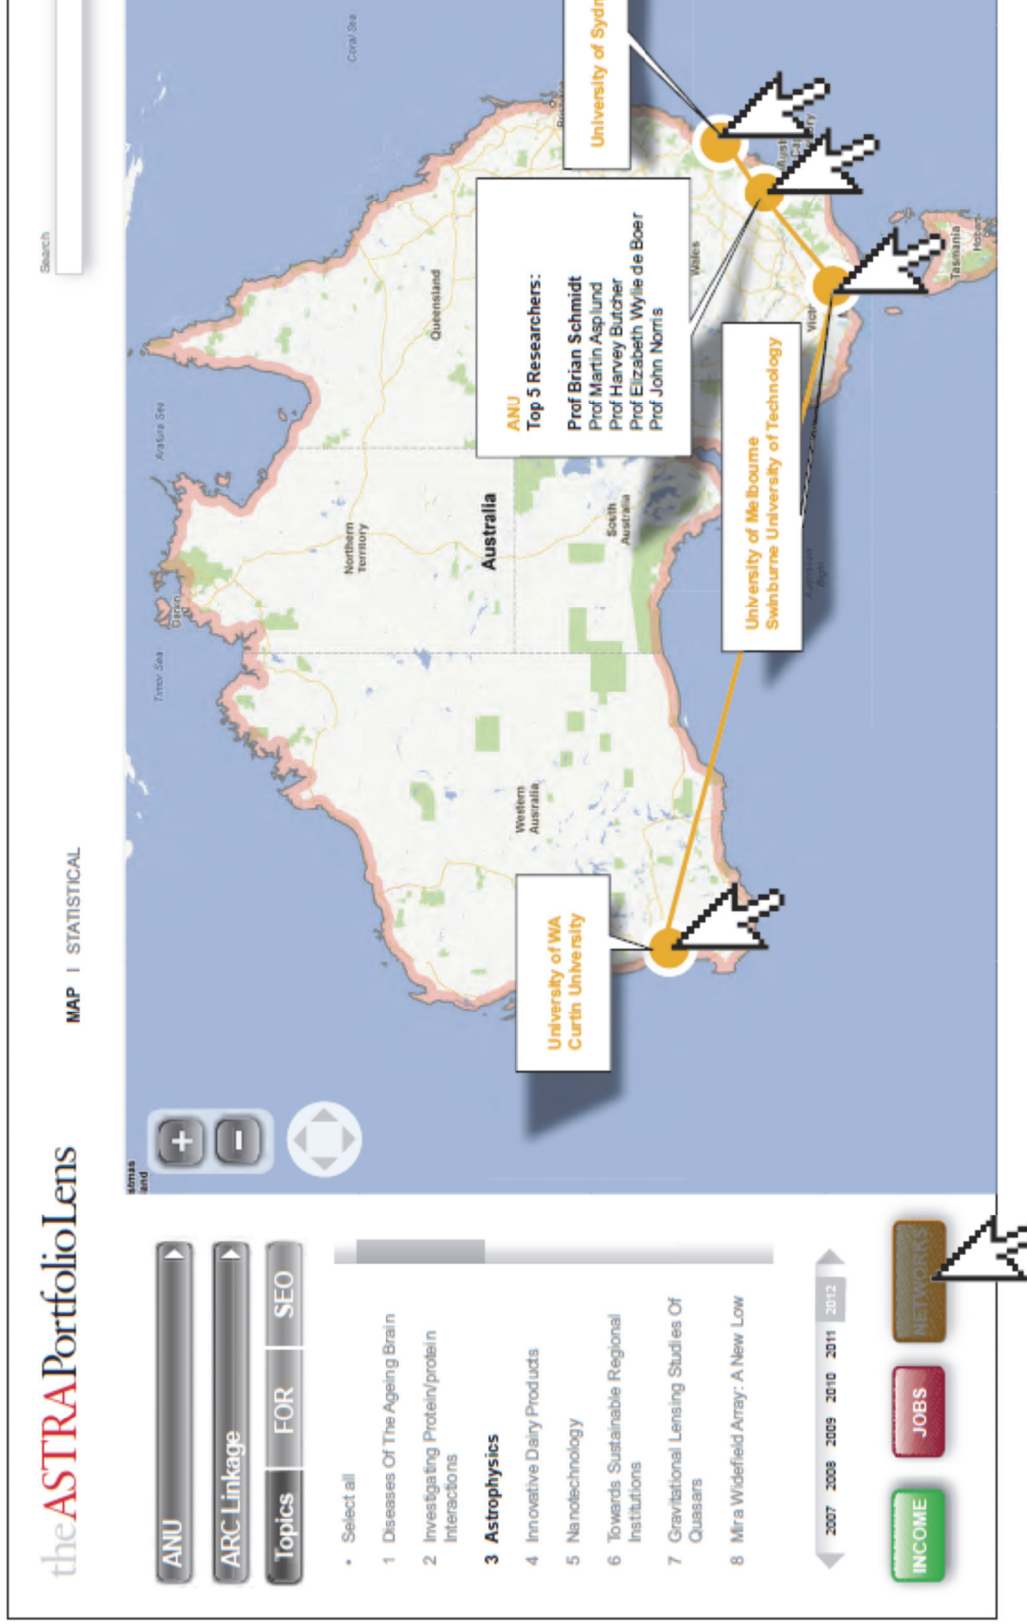 theASTRAPortfolioLens
MAP | STATISTICAL
Search
ANU
ARC Linkage
Topics
FOR
SEO
• Select all
1 Diseases Of The Ageing Brain
2 Investigating Protein/protein
Interactions
3 Astrophysics
4 Innovative Dairy Products
5 Nanotechnology
6 Towards Sustainable Regional
Institutions
7 Gravitational Lensing Studies Of
Quasars
8 Mira Widefield Array: A New Low
2007 2008 2009 2010 2011 2012
INCOME
JOBS
NETWORKS
stmas
and
Timor Sea
Arafura Sea
Coral Sea
Northern
Territory
Queensland
Australia
Western
Australia
South
Australia
Wales
Tasmania
University of WA
Curtin University
University of Melbourne
Swinburne University of Technology
ANU
Top 5 Researchers:
Prof Brian Schmidt
Prof Martin Asplund
Prof Harvey Butcher
Prof Elizabeth Wylie de Boer
Prof John Norris
University of Sydn